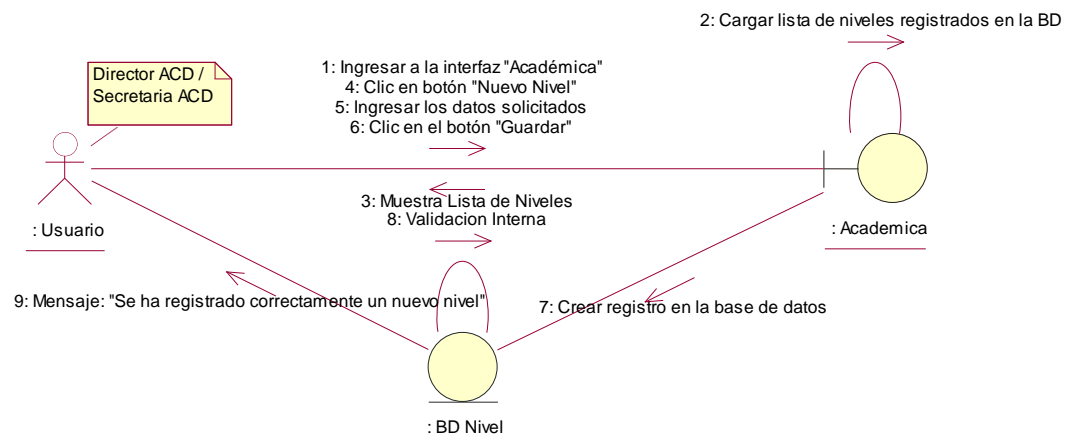 2: Cargar lista de niveles registrados en la BD
Director ACD /
Secretaria ACD
1: Ingresar a la interfaz "Académica"
4: Clic en botón "Nuevo Nivel"
5: Ingresar los datos solicitados
6: Clic en el botón "Guardar"
3: Muestra Lista de Niveles
8: Validacion Interna
: Usuario
: Academica
9: Mensaje: "Se ha registrado correctamente un nuevo nivel"
7: Crear registro en la base de datos
: BD Nivel